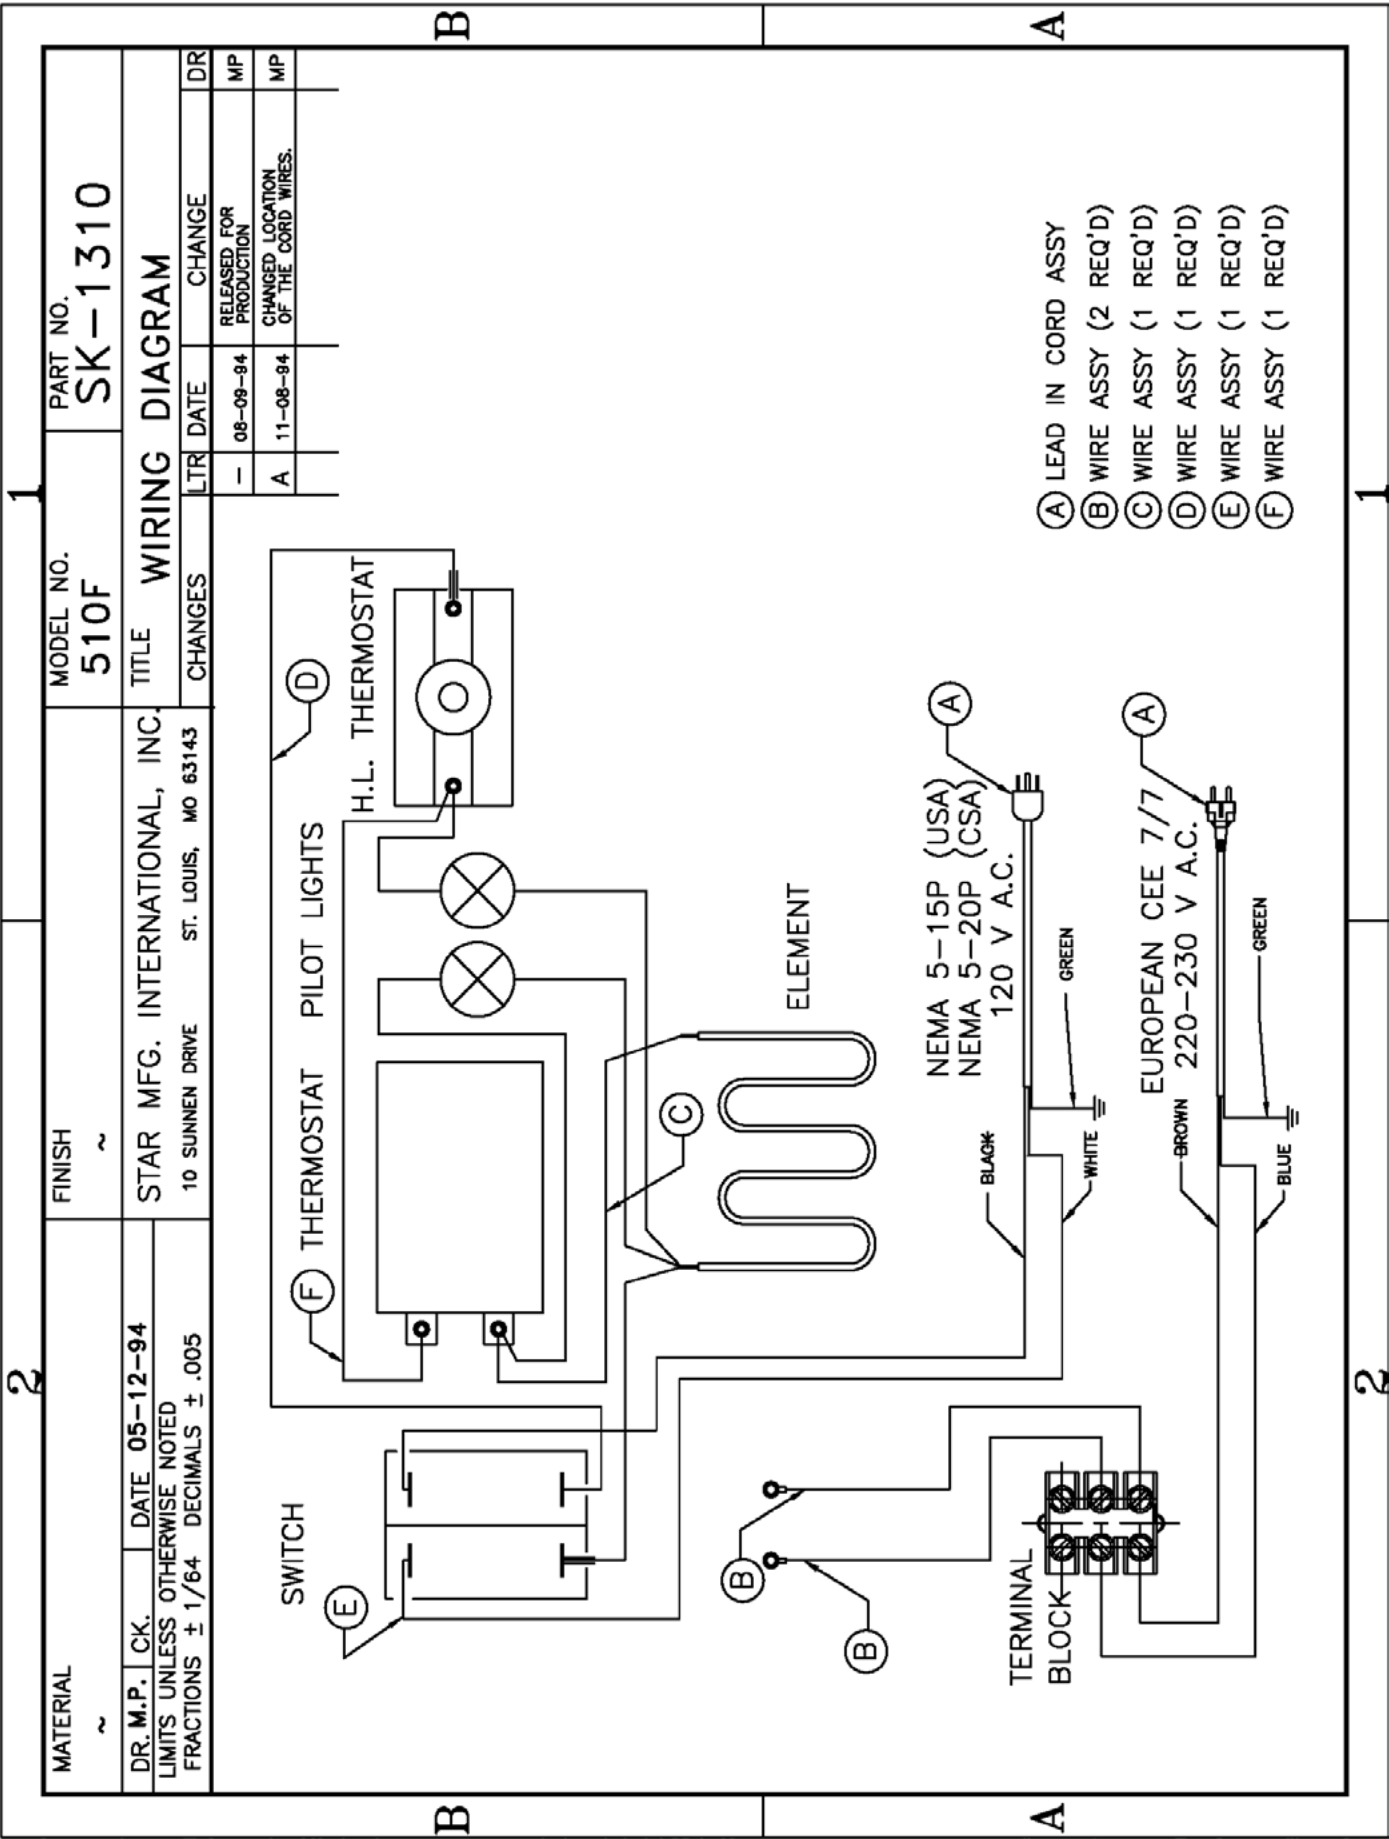 2
1
B
A
MATERIAL
~
FINISH
~
MODEL NO.
510F
PART NO.
SK-1310
DR. M.P.
CK.
DATE 05-12-94
STAR MFG. INTERNATIONAL, INC.
10 SUNNEN DRIVE ST. LOUIS, MO 63143
TITLE WIRING DIAGRAM
LIMITS UNLESS OTHERWISE NOTED
FRACTIONS ± 1/64 DECIMALS ± .005
CHANGES
LTR
DATE
CHANGE
DR
—
08-09-94
RELEASED FOR
PRODUCTION
MP
A
11-08-94
CHANGED LOCATION
OF THE CORD WIRES.
MP
SWITCH
E
F
THERMOSTAT
PILOT LIGHTS
D
H.L. THERMOSTAT
C
ELEMENT
B
B
NEMA 5-15P (USA)
NEMA 5-20P (CSA)
120 V A.C.
A
BLACK
WHITE
GREEN
TERMINAL
BLOCK
EUROPEAN CEE 7/7
220-230 V A.C.
A
BROWN
BLUE
GREEN
A LEAD IN CORD ASSY
B WIRE ASSY (2 REQ'D)
C WIRE ASSY (1 REQ'D)
D WIRE ASSY (1 REQ'D)
E WIRE ASSY (1 REQ'D)
F WIRE ASSY (1 REQ'D)
B
A
2
1